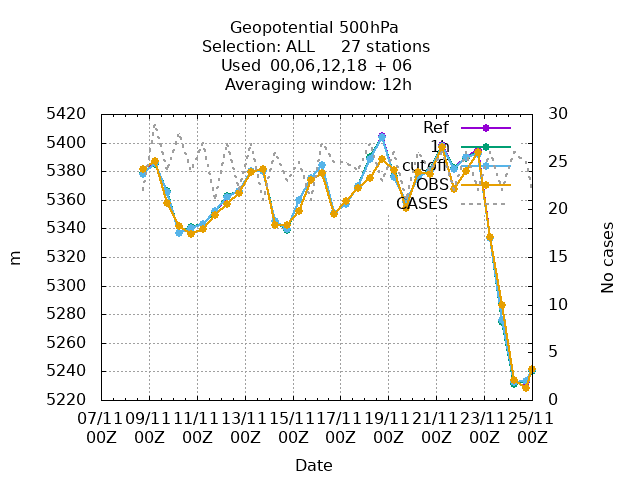 Geopotential 500hPa
Selection: ALL 27 stations
Used 00,06,12,18 + 06
Averaging window: 12h
5420
5400
5380
5360
5340
5320
5300
5280
5260
5240
5220
m
30
25
20
15
10
5
0
No cases
Ref
1h
cutoff
OBS
CASES
07/11 09/11 11/11 13/11 15/11 17/11 19/11 21/11 23/11 25/11
00Z 00Z 00Z 00Z 00Z 00Z 00Z 00Z 00Z 00Z
Date